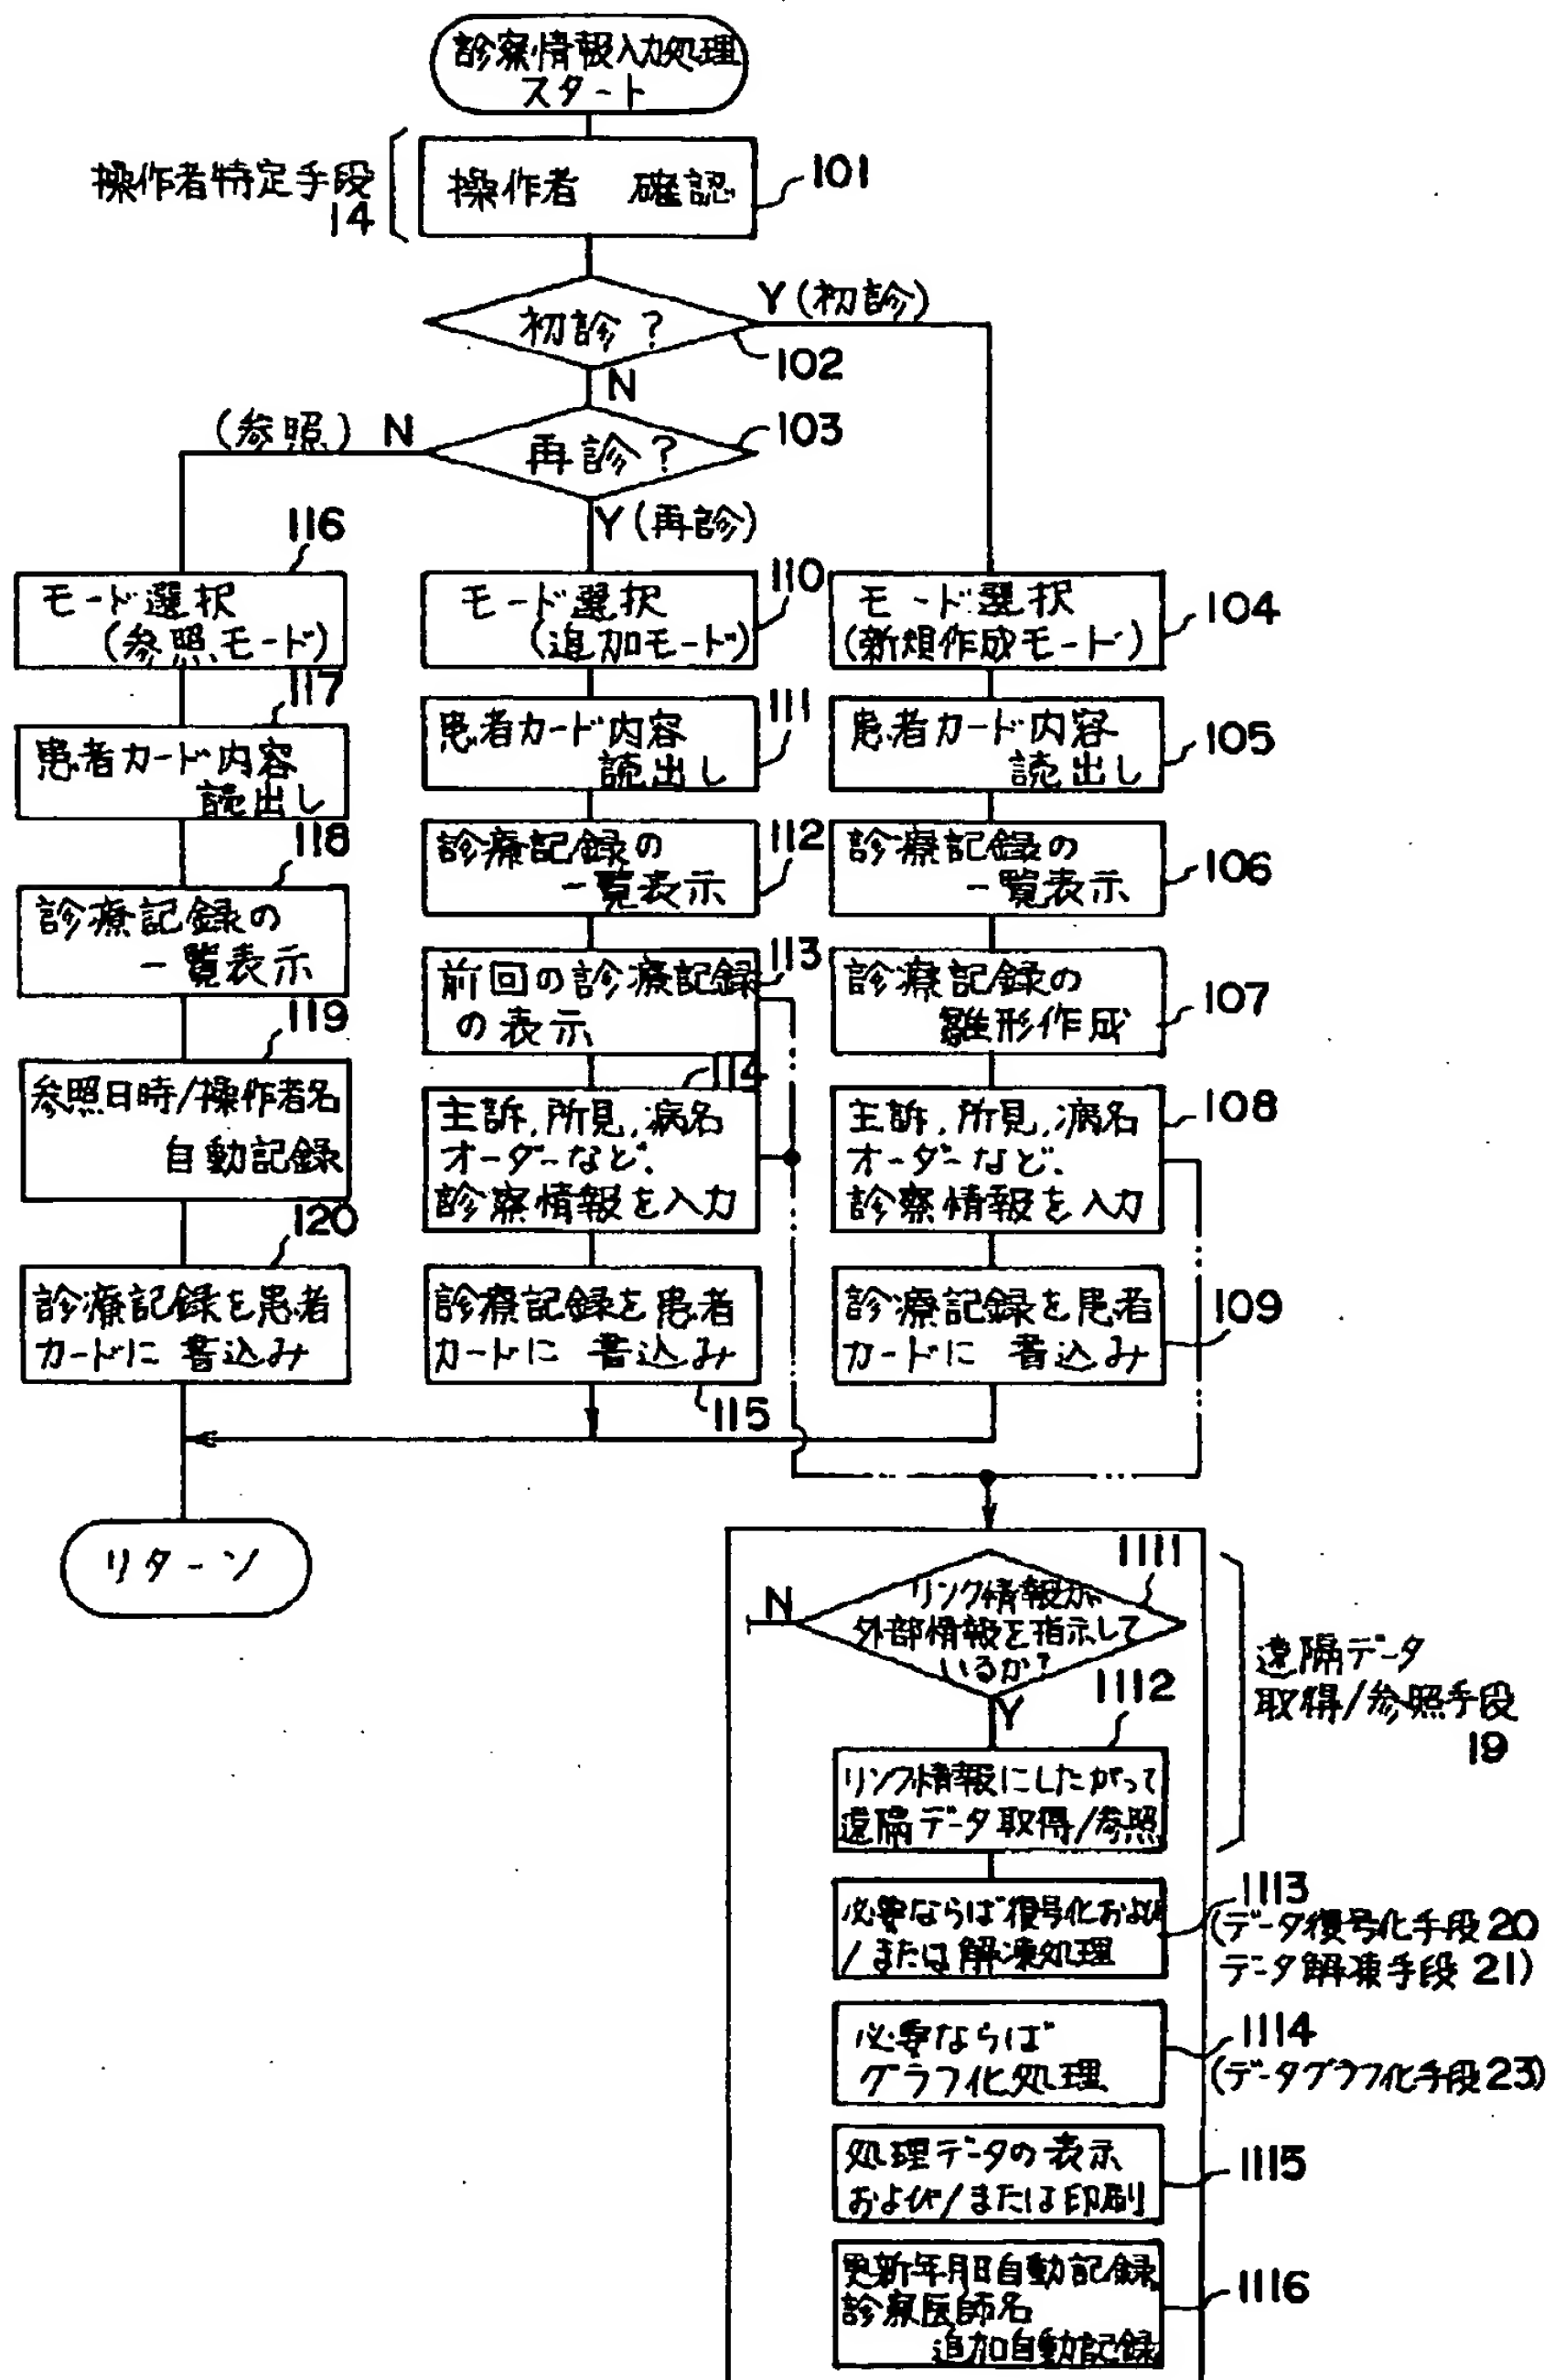 診察情報入力処理
スタート
操作者特定手段
14
操作者 確認
101
初診?
Y(初診)
102
N
再診?
103
(参照) N
Y(再診)
116
モード選択
(参照モード)
117
患者カード内容
読出し
118
診療記録の
一覧表示
119
参照日時/操作者名
自動記録
120
診療記録を患者
カードに書込み
モード選択
(追加モード)
110
患者カード内容
読出し
111
診療記録の
一覧表示
112
前回の診療記録
の表示
113
114
主訴,所見,病名
オーダーなど、
診察情報を入力
診療記録を患者
カードに書込み
115
モード選択
(新規作成モード)
104
患者カード内容
読出し
105
診療記録の
一覧表示
106
診療記録の
雛形作成
107
主訴,所見,病名
オーダーなど、
診察情報を入力
108
診療記録を患者
カードに書込み
109
リターン
1111
N
リンク情報が
外部情報を指示して
いるか?
Y
1112
リンク情報にしたがって
遠隔データ取得/参照
遠隔データ
取得/参照手段
19
必要ならば復号化および
/または解凍処理
1113
(データ復号化手段20
データ解凍手段21)
必要ならば
グラフ化処理
1114
(データグラフ化手段23)
処理データの表示
および/または印刷
1115
更新年月日自動記録
診察医師名
追加自動記録
1116